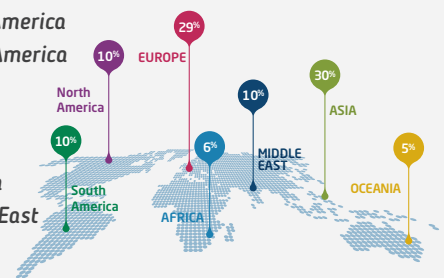 America
America
29%
10%
EUROPE
30%
10%
North
America
ASIA
10%
6%
MIDDLE
EAST
5%
South
America
OCEANIA
AFRICA
East